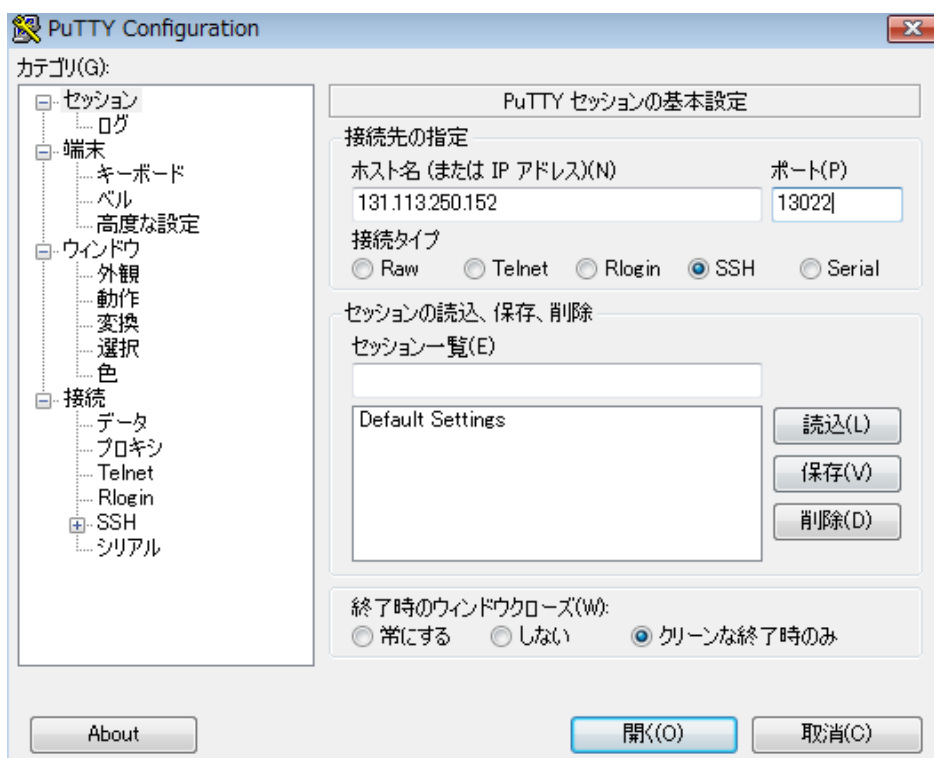 PuTTY Configuration
カテゴリ(G):
セッション
ログ
端末
キーボード
ベル
高度な設定
ウィンドウ
外観
動作
変換
選択
色
接続
データ
プロキシ
Telnet
Rlogin
SSH
シリアル
PuTTY セッションの基本設定
接続先の指定
ホスト名 (または IP アドレス)(N) ポート(P)
131.113.250.152 13022
接続タイプ
Raw Telnet Rlogin SSH Serial
セッションの読込、保存、削除
セッション一覧(E)
Default Settings
読込(L)
保存(V)
削除(D)
終了時のウィンドウクローズ(W):
常にする しない クリーンな終了時のみ
About 開く(O) 取消(C)